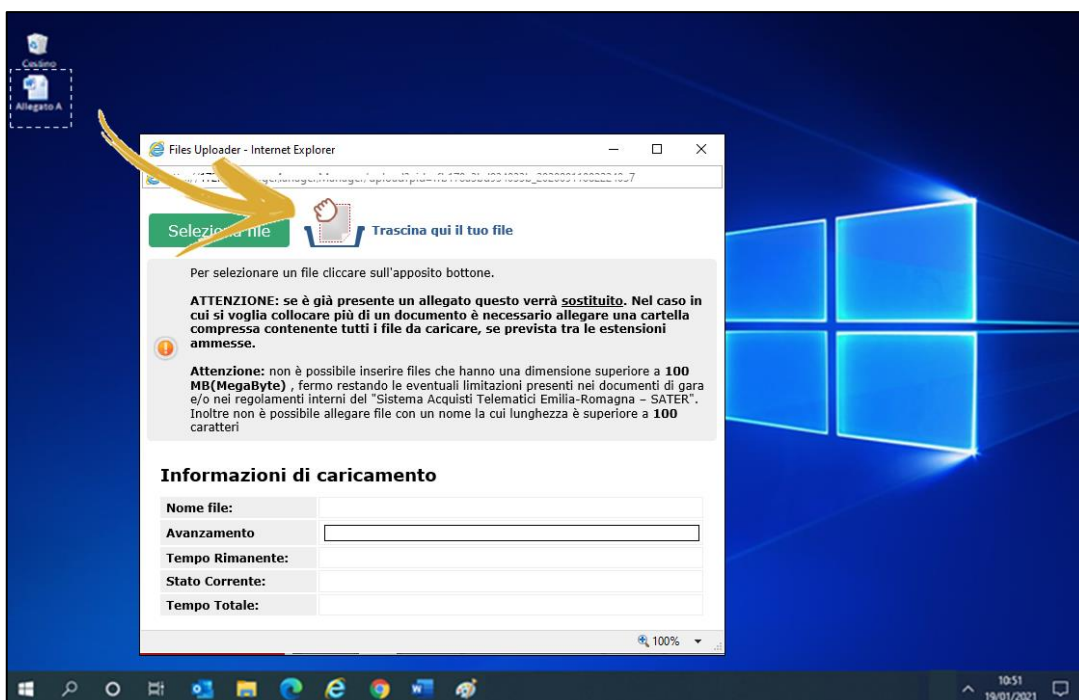 Cestino
Allegato A
Files Uploader - Internet Explorer
Seleziona file
Trascina qui il tuo file
Per selezionare un file cliccare sull'apposito bottone.
ATTENZIONE: se è già presente un allegato questo verrà sostituito. Nel caso in
cui si voglia collocare più di un documento è necessario allegare una cartella
compressa contenente tutti i file da caricare, se prevista tra le estensioni
ammesse.
Attenzione: non è possibile inserire files che hanno una dimensione superiore a 100
MB(MegaByte) , fermo restando le eventuali limitazioni presenti nei documenti di gara
e/o nei regolamenti interni del "Sistema Acquisti Telematici Emilia-Romagna – SATER".
Inoltre non è possibile allegare file con un nome la cui lunghezza è superiore a 100
caratteri
Informazioni di caricamento
Nome file:
Avanzamento
Tempo Rimanente:
Stato Corrente:
Tempo Totale:
100%
10:51
19/01/2021